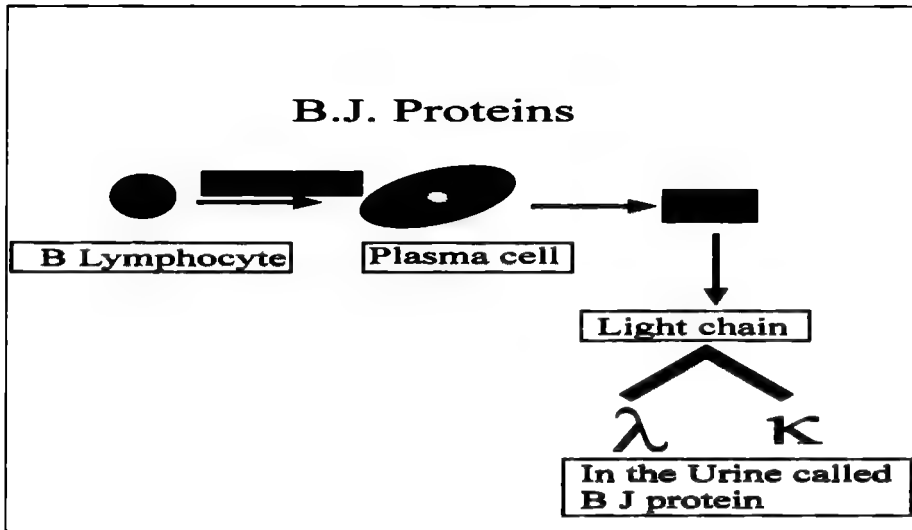 B.J. Proteins
B Lymphocyte
Plasma cell
Light chain
λ K
In the Urine called
B J protein